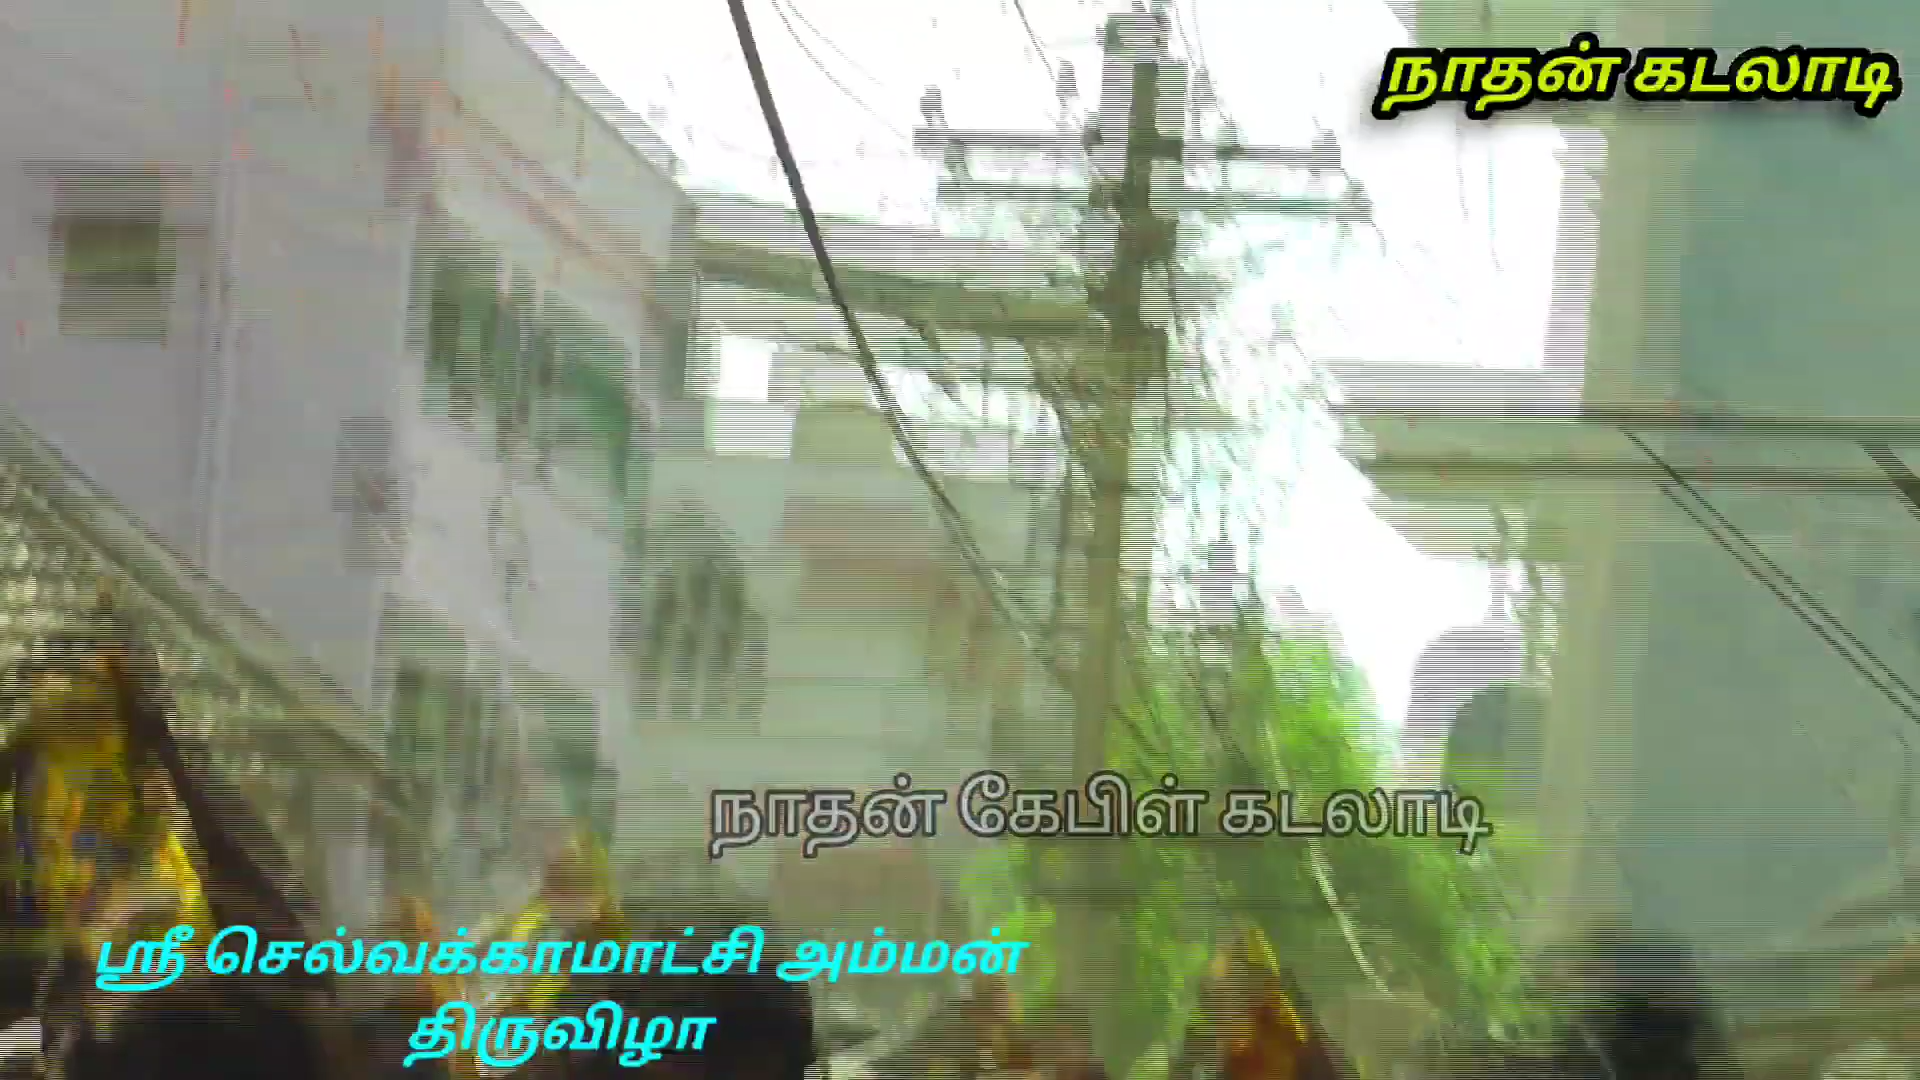 நாதன் கடலாடி
நாதன் கேபிள் கடலாடி
ஸ்ரீ செல்வக்காமாட்சி அம்மன்
திருவிழா